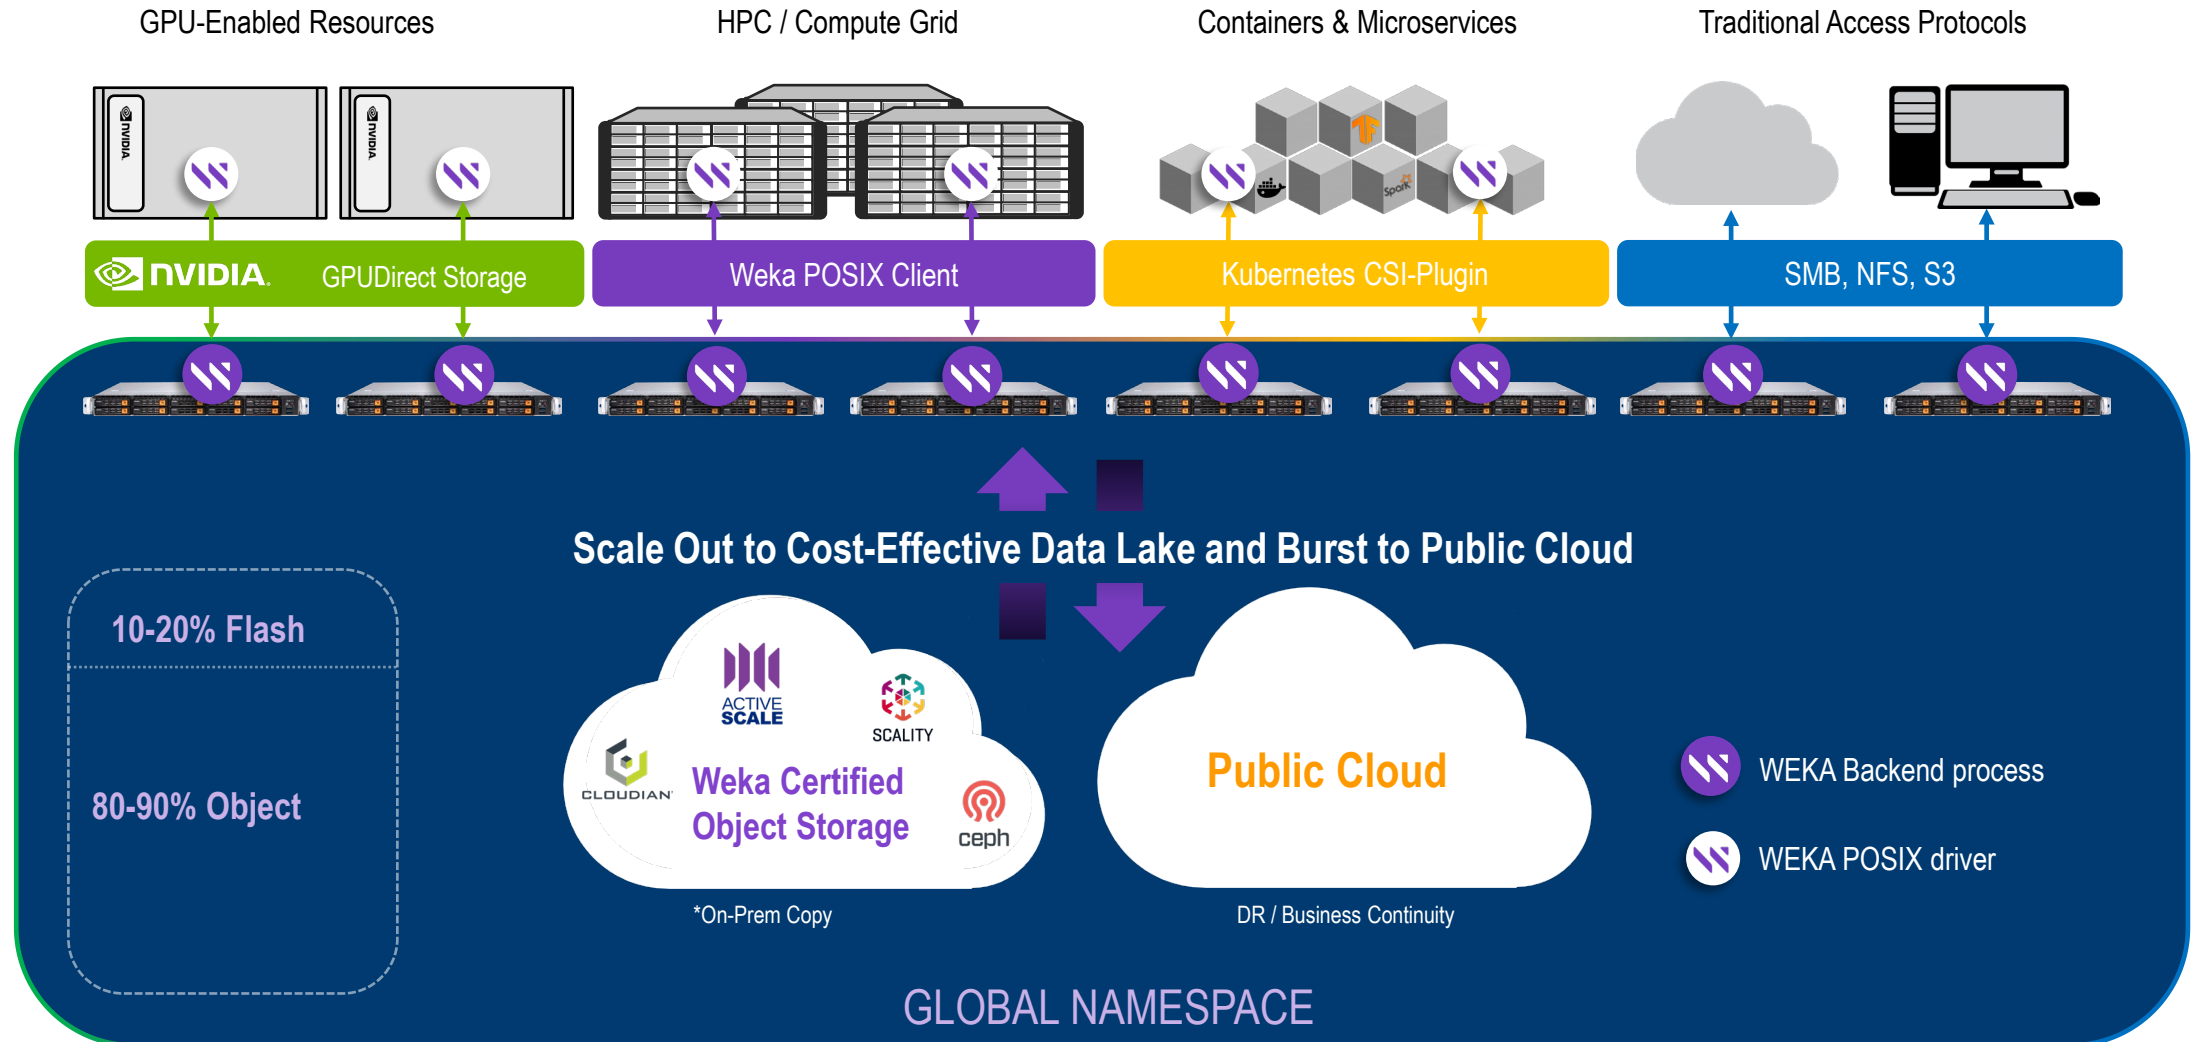 GPU-Enabled Resources
HPC / Compute Grid
Containers & Microservices
Traditional Access Protocols
NVIDIA
NVIDIA
Spark
NVIDIA. GPUDirect Storage
Weka POSIX Client
Kubernetes CSI-Plugin
SMB, NFS, S3
Scale Out to Cost-Effective Data Lake and Burst to Public Cloud
10-20% Flash
80-90% Object
ACTIVE
SCALE
SCALITY
CLOUDIAN
Weka Certified
Object Storage
ceph
*On-Prem Copy
Public Cloud
DR / Business Continuity
WEKA Backend process
WEKA POSIX driver
GLOBAL NAMESPACE